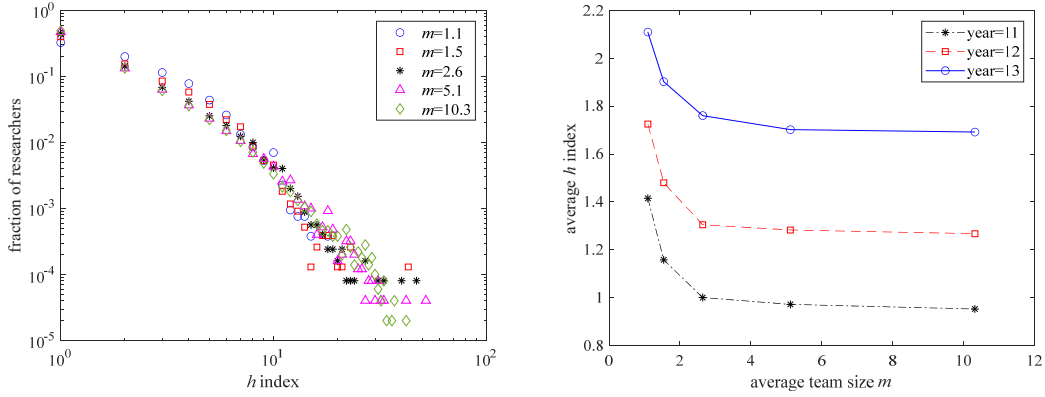 10^0
10^-1
10^-2
10^-3
10^-4
10^-5
10^0
10^1
10^2
fraction of researchers
h index
m=1.1
m=1.5
m=2.6
m=5.1
m=10.3
2.2
2
1.8
1.6
1.4
1.2
1
0.8
0
2
4
6
8
10
12
average h index
average team size m
year=11
year=12
year=13